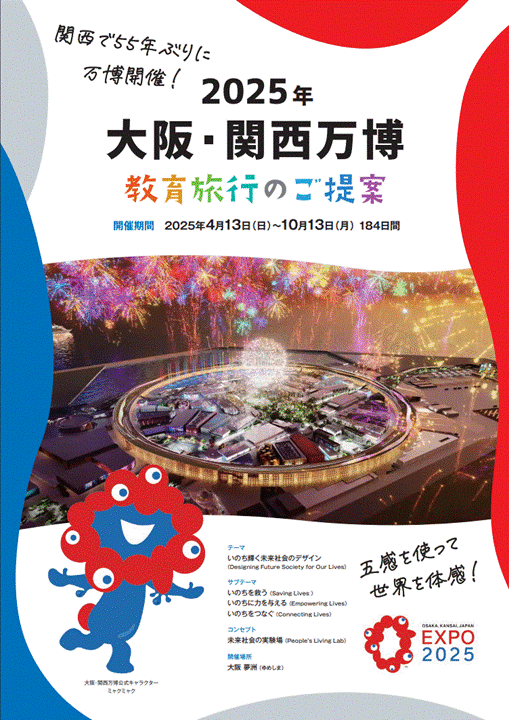 関西で55年ぶりに
万博開催！
2025年
大阪・関西万博
教育旅行のご提案
開催期間 2025年4月13日(日)～10月13日(月) 184日間
テーマ
いのち輝く未来社会のデザイン
(Designing Future Society for Our Lives)
サブテーマ
いのちを救う (Saving Lives)
いのちに力を与える (Empowering Lives)
いのちをつなぐ (Connecting Lives)
コンセプト
未来社会の実験場 (People's Living Lab)
開催場所
大阪 夢洲 (ゆめしま)
五感を使って
世界を体感！
OSAKA, KANSAI, JAPAN
EXPO
2025
大阪・関西万博公式キャラクター
ミャクミャク